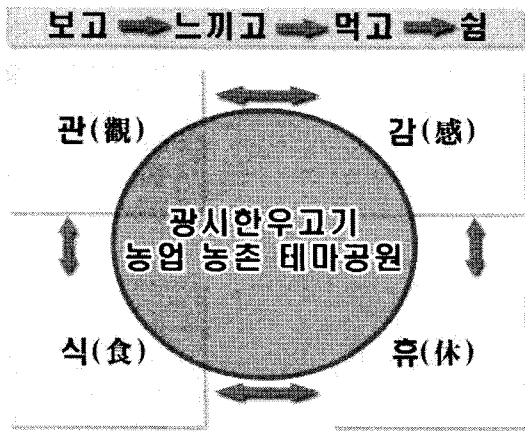 보고 느끼고 먹고 쉼
관(觀) 감(感)
광시한우고기
농업 농촌 테마공원
식(食) 휴(休)